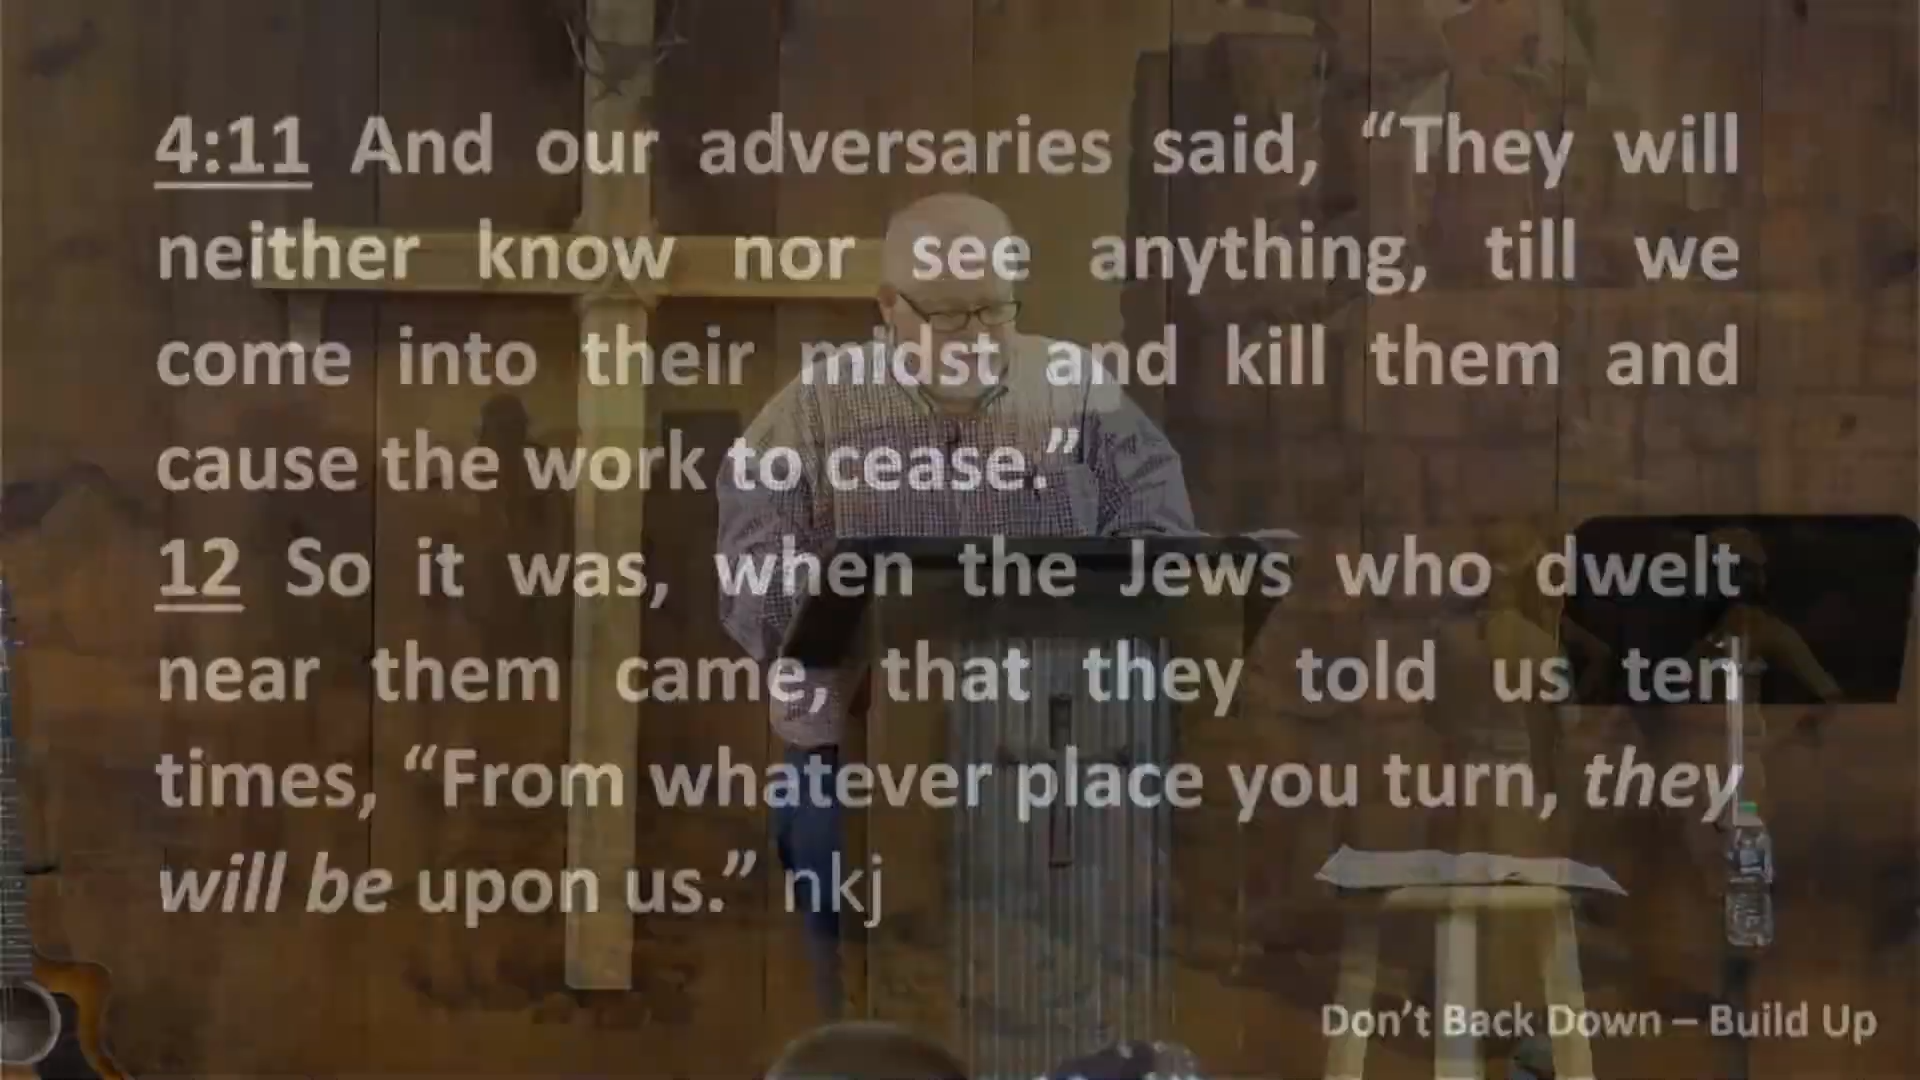 4:11 And our adversaries said, “They will
neither know nor see anything, till we
come into their midst and kill them and
cause the work to cease.”
12 So it was, when the Jews who dwelt
near them came, that they told us ten
times, “From whatever place you turn, they
will be upon us.” nkj
Don’t Back Down – Build Up